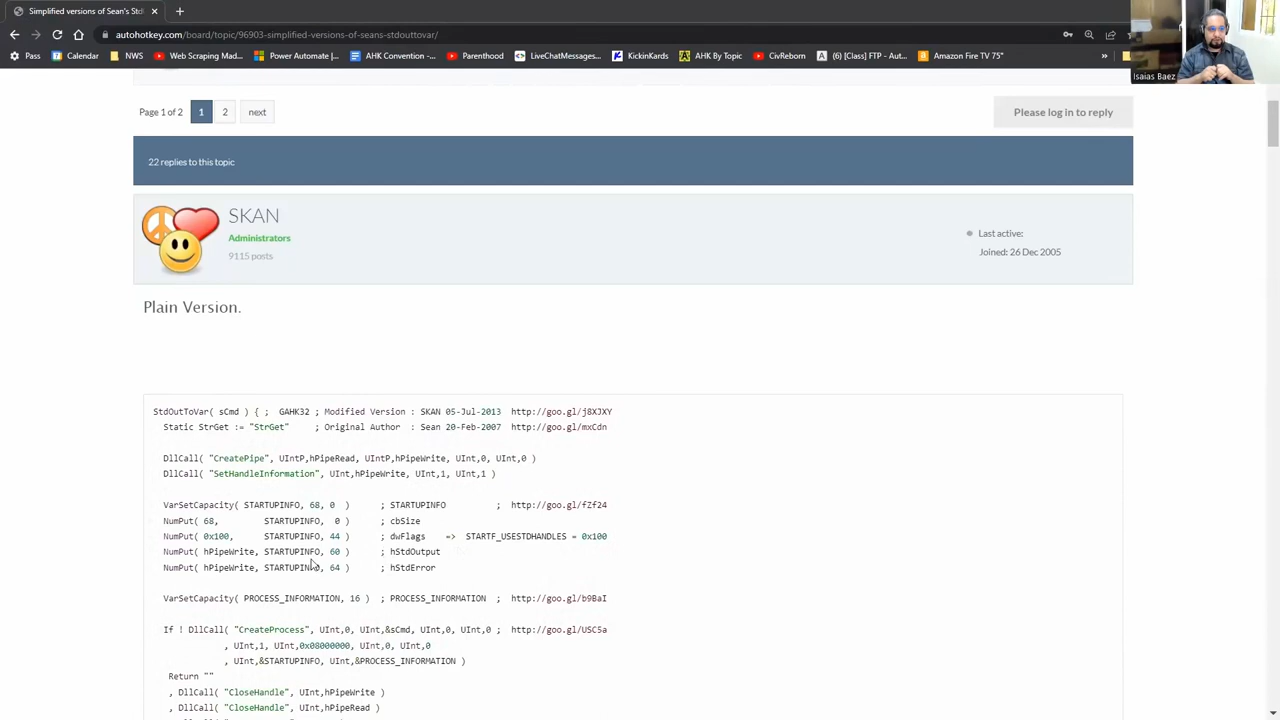 Simplified versions of Sean's Std
autohotkey.com/board/topic/96903-simplified-versions-of-seans-stdouttovar/
Pass
Calendar
NWS
Web Scraping Mad...
Power Automate |...
AHK Convention -...
Parenthood
LiveChatMessages...
KickinKards
AHK By Topic
CivReborn
(6) [Class] FTP - Aut...
Amazon Fire TV 75"
»
Isaias Baez
Page 1 of 2
1
2
next
Please log in to reply
22 replies to this topic
SKAN
Administrators
9115 posts
Last active:
Joined: 26 Dec 2005
Plain Version.
StdOutToVar( sCmd ) { ; GAHK32 ; Modified Version : SKAN 05-Jul-2013 http://goo.gl/j8XJXY
Static StrGet := "StrGet" ; Original Author : Sean 20-Feb-2007 http://goo.gl/mxCdn
DllCall( "CreatePipe", UIntP,hPipeRead, UIntP,hPipeWrite, UInt,0, UInt,0 )
DllCall( "SetHandleInformation", UInt,hPipeWrite, UInt,1, UInt,1 )
VarSetCapacity( STARTUPINFO, 68, 0 ) ; STARTUPINFO ; http://goo.gl/fZf24
NumPut( 68, STARTUPINFO, 0 ) ; cbSize
NumPut( 0x100, STARTUPINFO, 44 ) ; dwFlags => STARTF_USESTDHANDLES = 0x100
NumPut( hPipeWrite, STARTUPINFO, 60 ) ; hStdOutput
NumPut( hPipeWrite, STARTUPINFO, 64 ) ; hStdError
VarSetCapacity( PROCESS_INFORMATION, 16 ) ; PROCESS_INFORMATION ; http://goo.gl/b9BaI
If ! DllCall( "CreateProcess", UInt,0, UInt,&sCmd, UInt,0, UInt,0 ; http://goo.gl/USC5a
, UInt,1, UInt,0x08000000, UInt,0, UInt,0
, UInt,&STARTUPINFO, UInt,&PROCESS_INFORMATION )
Return ""
, DllCall( "CloseHandle", UInt,hPipeWrite )
, DllCall( "CloseHandle", UInt,hPipeRead )